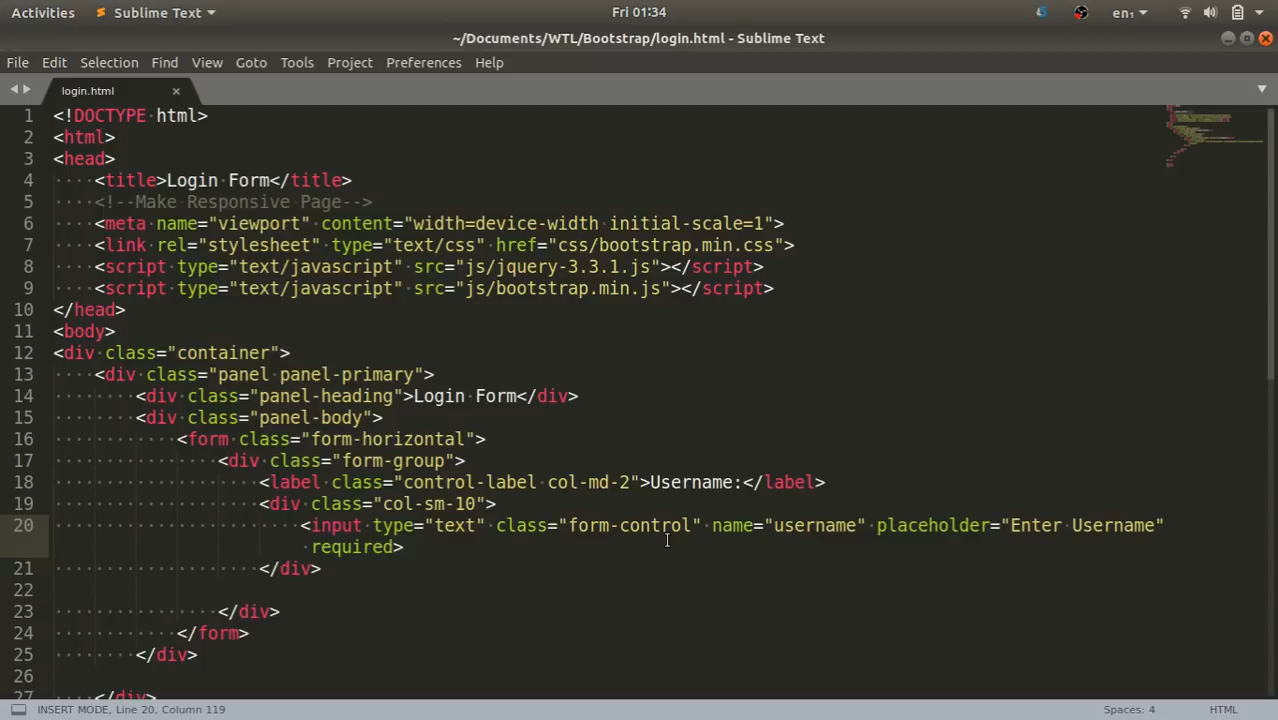 Activities Sublime Text Fri 01:34 en₁
~/Documents/WTL/Bootstrap/login.html - Sublime Text
File Edit Selection Find View Goto Tools Project Preferences Help
login.html ×
1 <!DOCTYPE html>
2 <html>
3 <head>
4 <title>Login Form</title>
5 <!--Make Responsive Page-->
6 <meta name="viewport" content="width=device-width initial-scale=1">
7 <link rel="stylesheet" type="text/css" href="css/bootstrap.min.css">
8 <script type="text/javascript" src="js/jquery-3.3.1.js"></script>
9 <script type="text/javascript" src="js/bootstrap.min.js"></script>
10 </head>
11 <body>
12 <div class="container">
13 <div class="panel panel-primary">
14 <div class="panel-heading">Login Form</div>
15 <div class="panel-body">
16 <form class="form-horizontal">
17 <div class="form-group">
18 <label class="control-label col-md-2">Username:</label>
19 <div class="col-sm-10">
20 <input type="text" class="form-control" name="username" placeholder="Enter Username"
required>
21 </div>
22
23 </div>
24 </form>
25 </div>
26
27 </div>
INSERT MODE, Line 20, Column 119 Spaces: 4 HTML